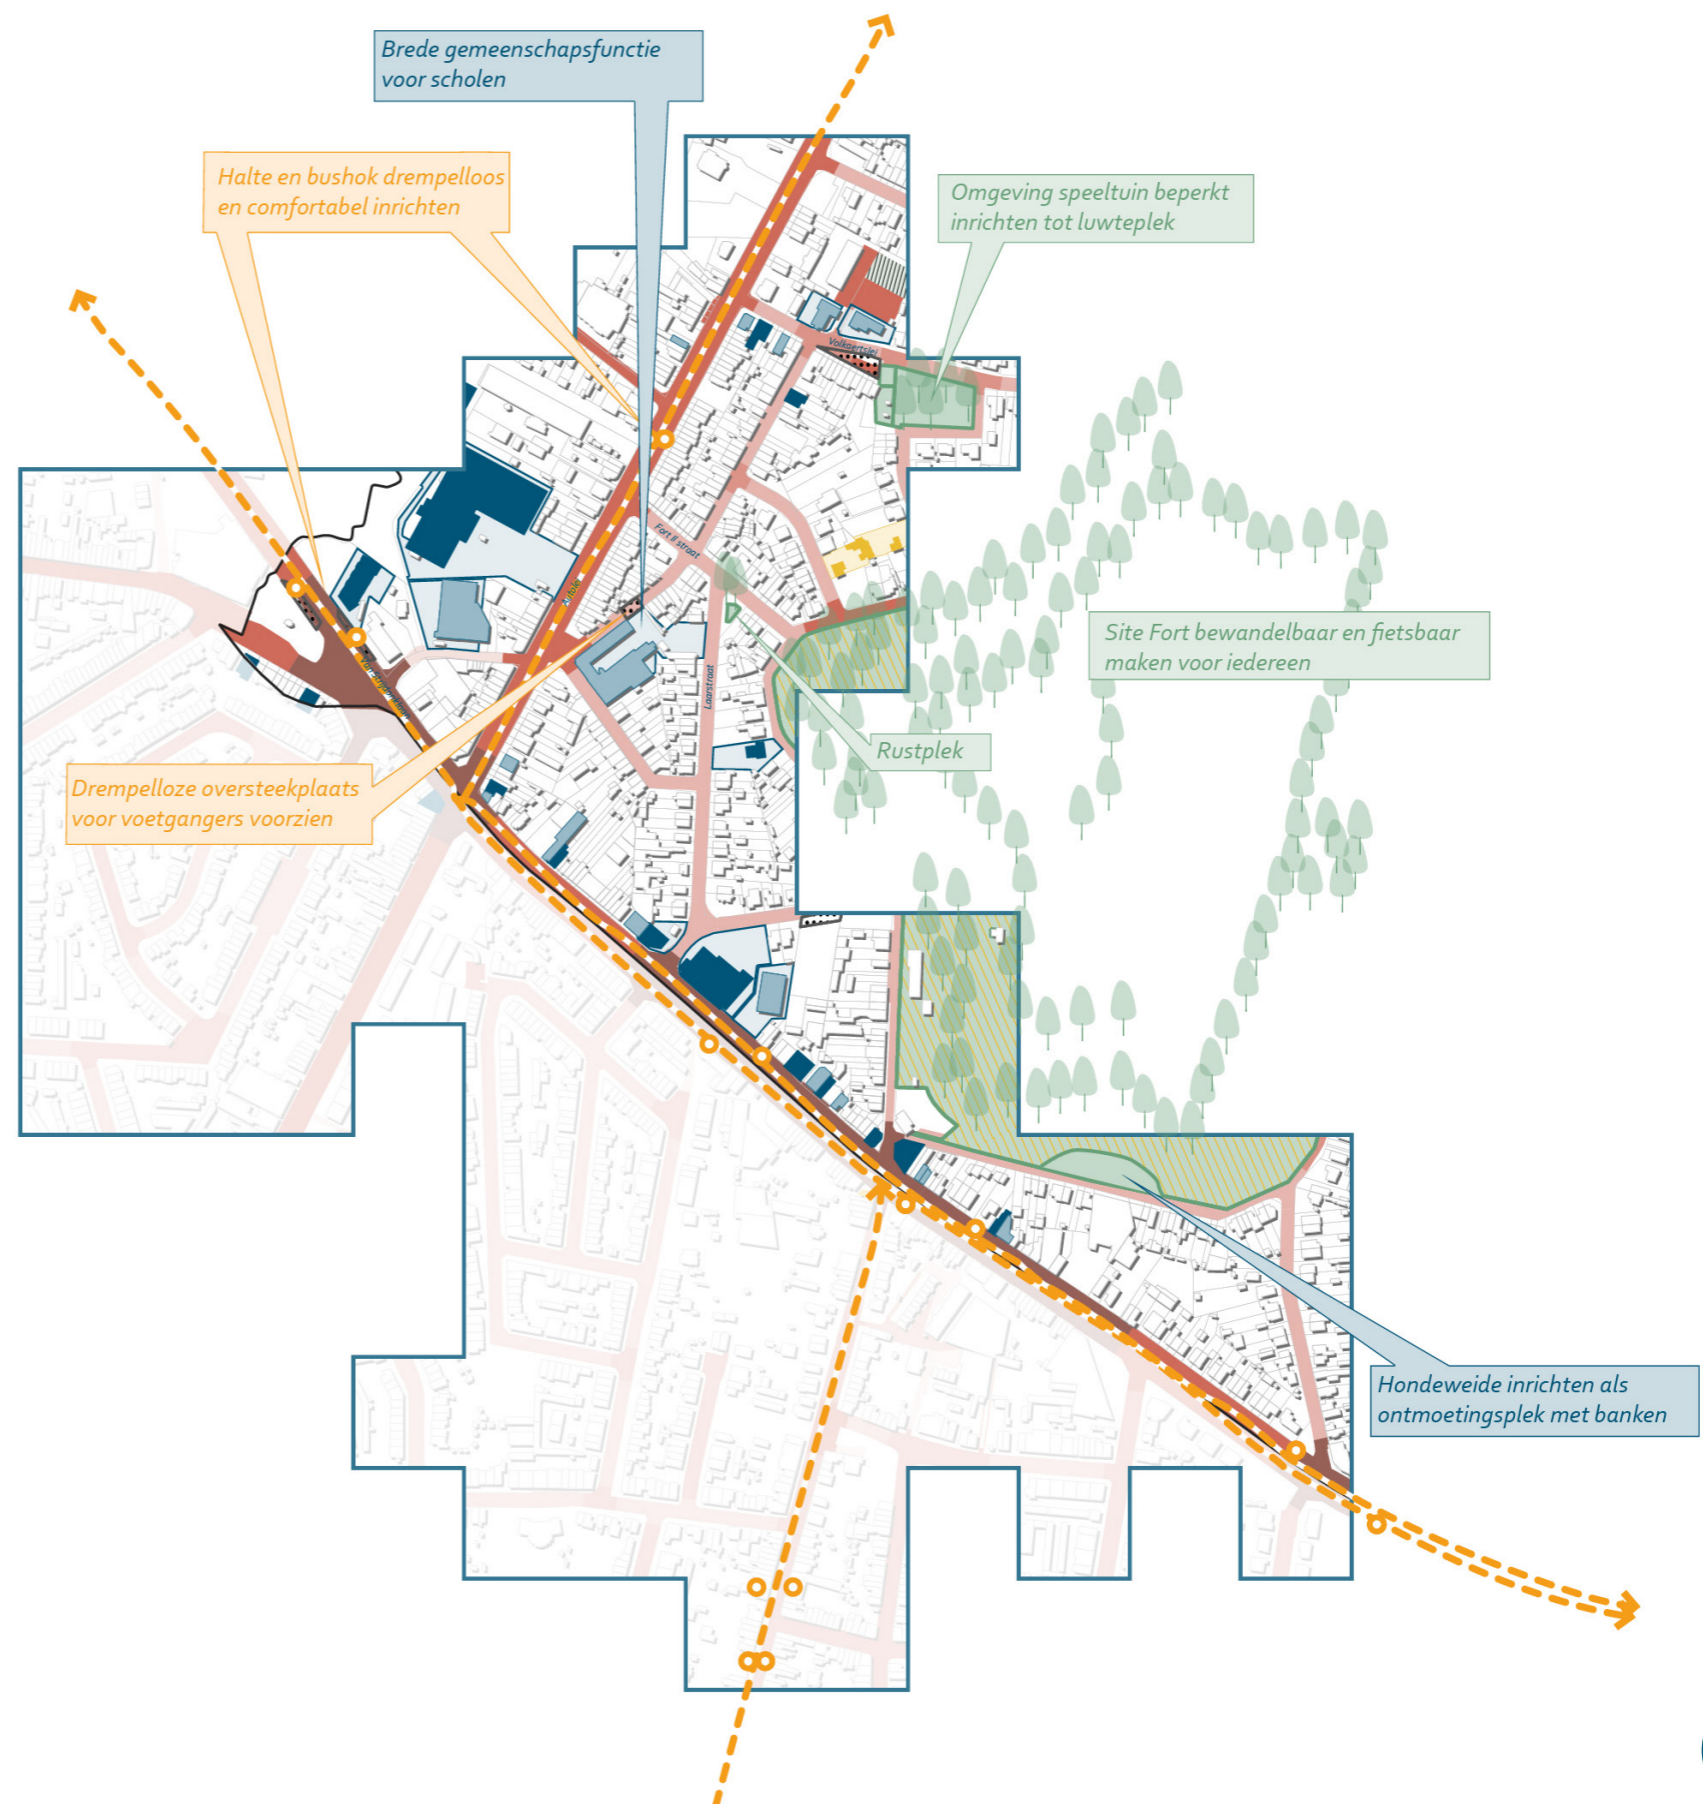 Brede gemeenschapsfunctie
voor scholen
Halte en bushok drempelloos
en comfortabel inrichten
Omgeving speeltuin beperkt
inrichten tot luwteplek
Volkaertslei
Fort II straat
Site Fort bewandelbaar en fietsbaar
maken voor iedereen
Laarstraat
Rustplek
Drempelloze oversteekplaats
voor voetgangers voorzien
Hondeweide inrichten als
ontmoetingsplek met banken